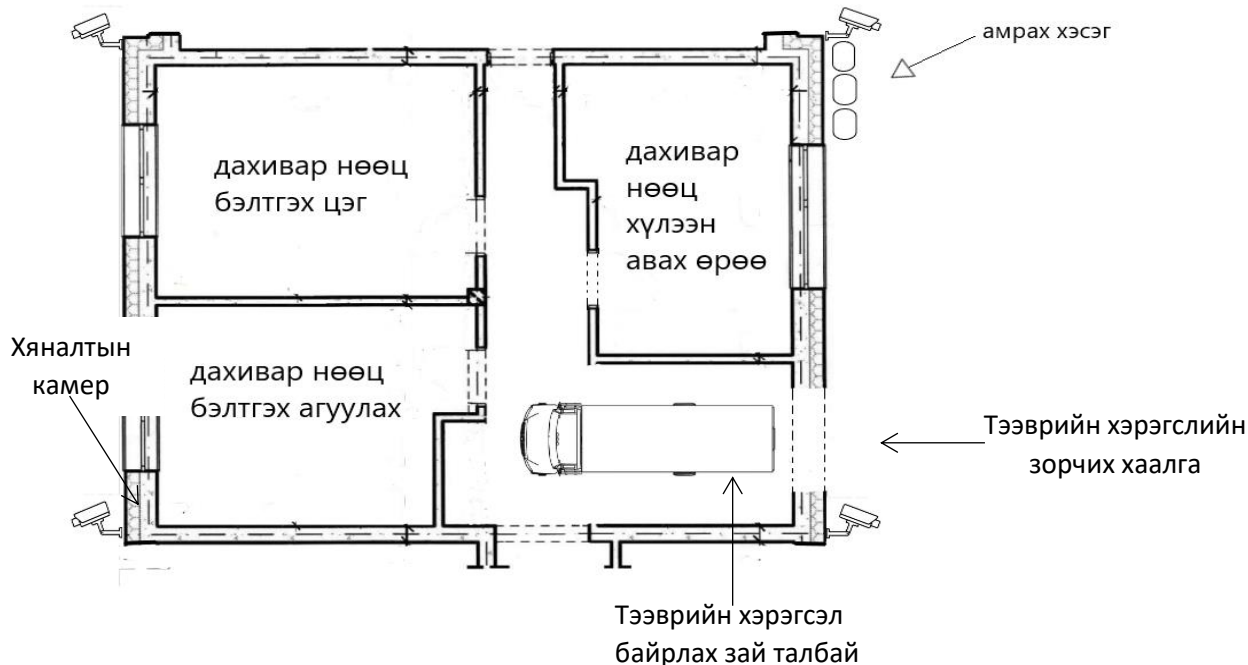 амрах хэсэг
дахивар нөөц
бэлтгэх цэг
дахивар
нөөц
хүлээн
авах өрөө
Хяналтын
камер
дахивар нөөц
бэлтгэх агуулах
Тээврийн хэрэгслийн
зорчих хаалга
Тээврийн хэрэгсэл
байрлах зай талбай